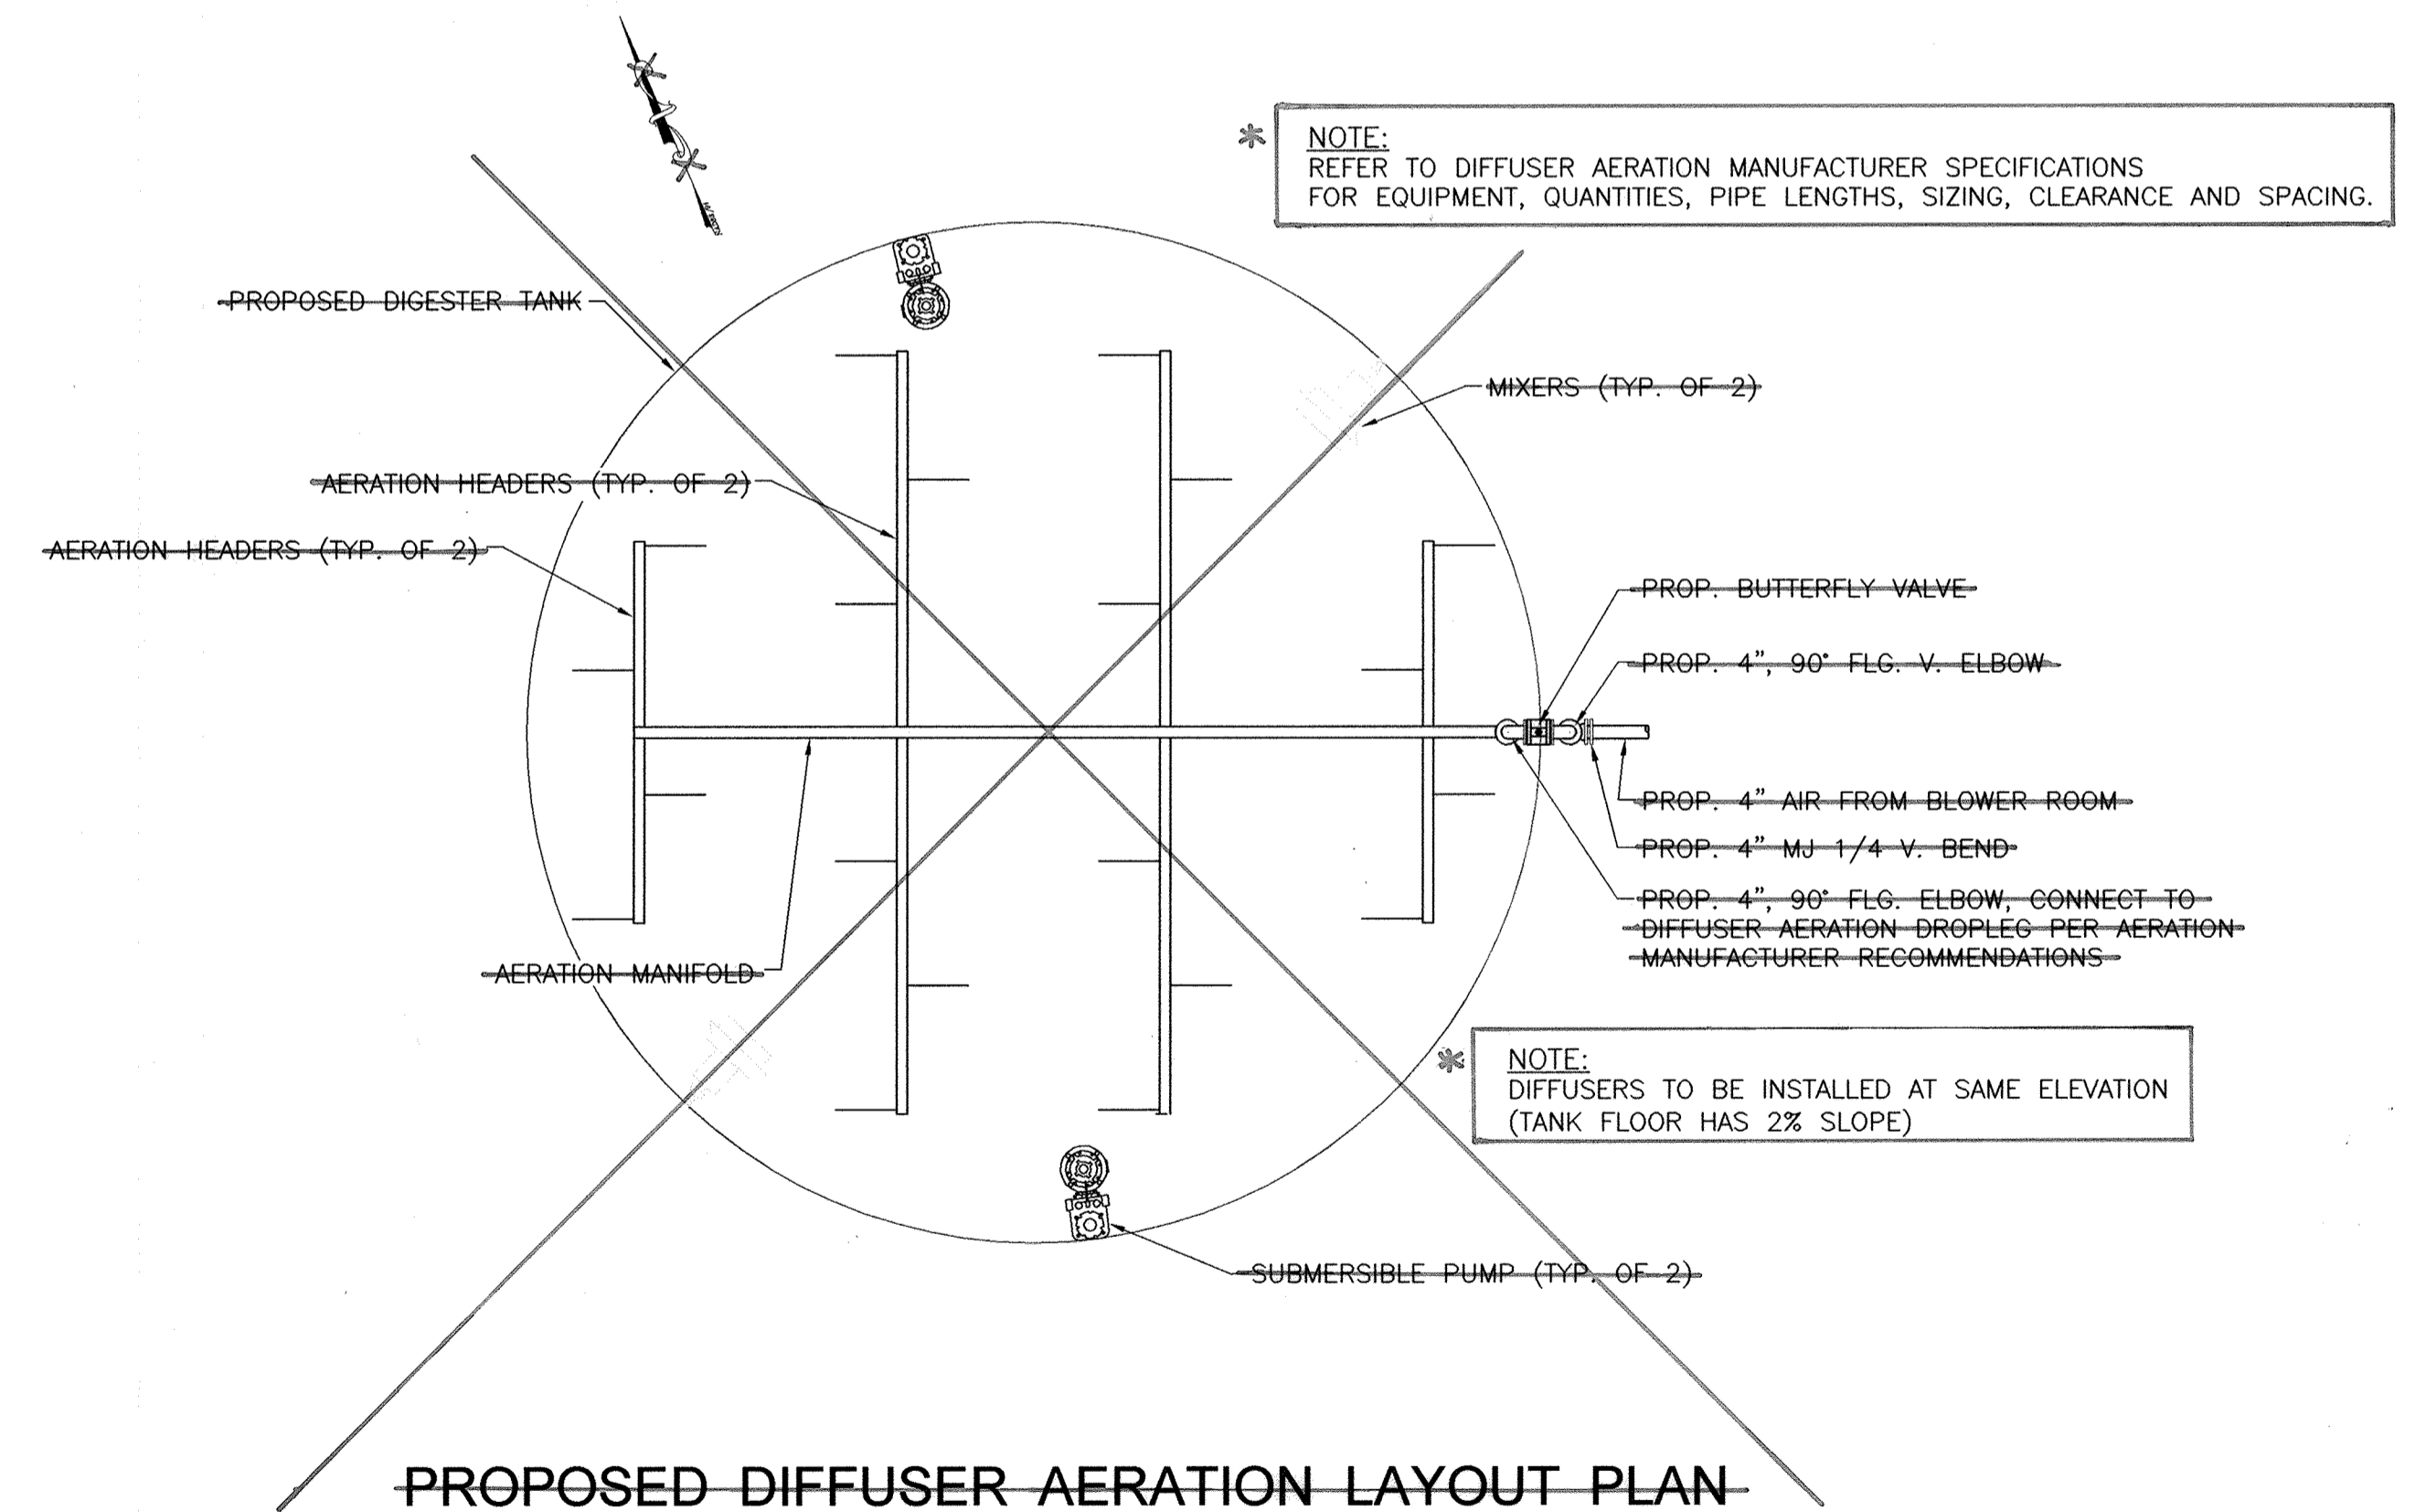 *
NOTE:
REFER TO DIFFUSER AERATION MANUFACTURER SPECIFICATIONS
FOR EQUIPMENT, QUANTITIES, PIPE LENGTHS, SIZING, CLEARANCE AND SPACING.
PROPOSED DIGESTER TANK
MIXERS (TYP. OF 2)
AERATION HEADERS (TYP. OF 2)
AERATION HEADERS (TYP. OF 2)
PROP. BUTTERFLY VALVE
PROP. 4", 90° FLG. V. ELBOW
PROP. 4" AIR FROM BLOWER ROOM
PROP. 4" MJ 1/4 V. BEND
PROP. 4", 90° FLG. ELBOW, CONNECT TO
DIFFUSER AERATION DROPLEG PER AERATION
MANUFACTURER RECOMMENDATIONS
AERATION MANIFOLD
*
NOTE:
DIFFUSERS TO BE INSTALLED AT SAME ELEVATION
(TANK FLOOR HAS 2% SLOPE)
SUBMERSIBLE PUMP (TYP. OF 2)
PROPOSED DIFFUSER AERATION LAYOUT PLAN